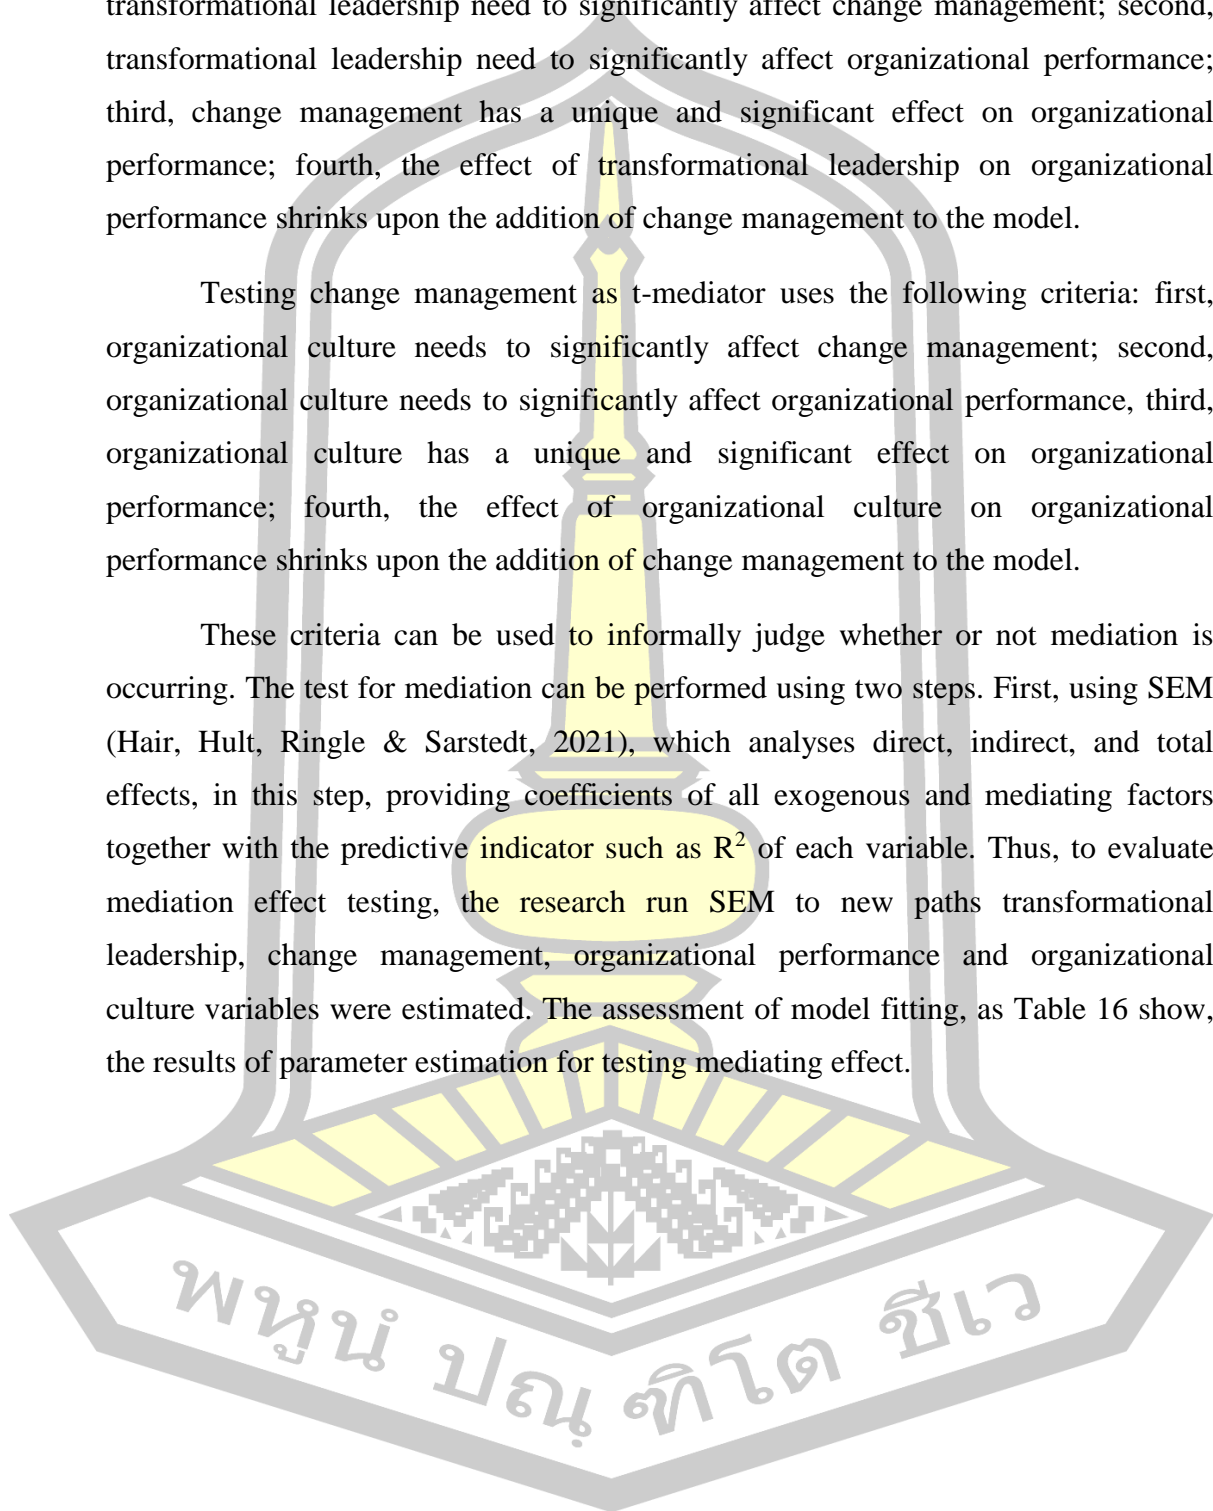 transformational leadership need to significantly affect change management; second,
transformational leadership need to significantly affect organizational performance;
third, change management has a unique and significant effect on organizational
performance; fourth, the effect of transformational leadership on organizational
performance shrinks upon the addition of change management to the model.
Testing change management as t-mediator uses the following criteria: first,
organizational culture needs to significantly affect change management; second,
organizational culture needs to significantly affect organizational performance, third,
organizational culture has a unique and significant effect on organizational
performance; fourth, the effect of organizational culture on organizational
performance shrinks upon the addition of change management to the model.
These criteria can be used to informally judge whether or not mediation is
occurring. The test for mediation can be performed using two steps. First, using SEM
(Hair, Hult, Ringle & Sarstedt, 2021), which analyses direct, indirect, and total
effects, in this step, providing coefficients of all exogenous and mediating factors
together with the predictive indicator such as R² of each variable. Thus, to evaluate
mediation effect testing, the research run SEM to new paths transformational
leadership, change management, organizational performance and organizational
culture variables were estimated. The assessment of model fitting, as Table 16 show,
the results of parameter estimation for testing mediating effect.
พหูนํ ปณฺฑิโต ชีเว